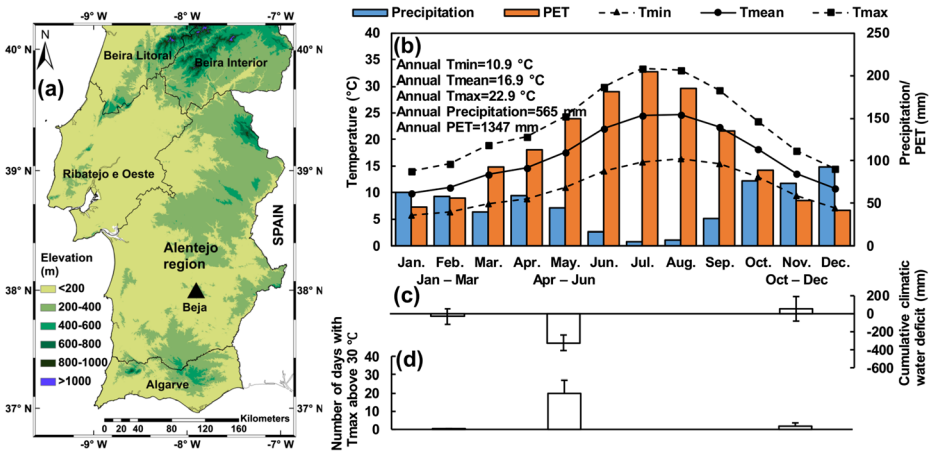 -9° W
-8° W
-7° W
40° N
39° N
38° N
37° N
N
(a)
Beira Litoral
Beira Interior
Ribatejo e Oeste
SPAIN
Alentejo
region
Beja
Algarve
Elevation
(m)
<200
200-400
400-600
600-800
800-1000
>1000
Kilometers
0 20 40 80 120 160
-9° W
-8° W
-7° W
40° N
39° N
38° N
37° N
Precipitation
PET
Tmin
Tmean
Tmax
(b)
Annual Tmin=10.9 °C
Annual Tmean=16.9 °C
Annual Tmax=22.9 °C
Annual Precipitation=565 mm
Annual PET=1347 mm
Temperature (°C)
40
35
30
25
20
15
10
5
0
Precipitation/
PET (mm)
250
200
150
100
50
0
Jan. Feb. Mar. Apr. May. Jun. Jul. Aug. Sep. Oct. Nov. Dec.
Jan – Mar
Apr – Jun
Oct – Dec
(c)
200
0
-200
-400
-600
Cumulative climatic
water deficit (mm)
(d)
Number of days with
Tmax above 30 °C
40
30
20
10
0